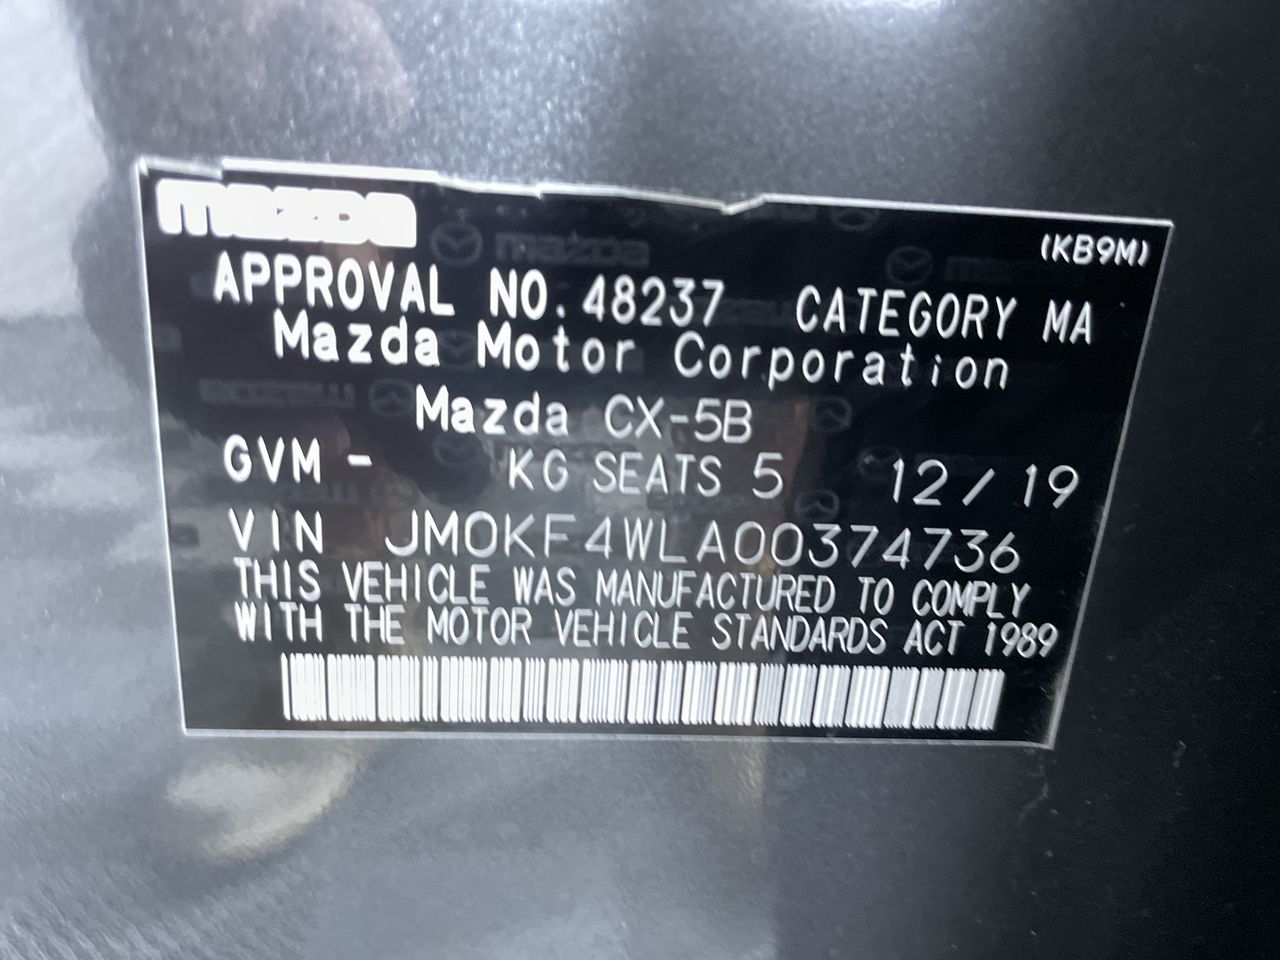 mazda
(KB9M)
APPROVAL NO. 48237 CATEGORY MA
Mazda Motor Corporation
Mazda CX-5B
GVM - KG SEATS 5 12 / 19
VIN JM0KF4WLA00374736
THIS VEHICLE WAS MANUFACTURED TO COMPLY
WITH THE MOTOR VEHICLE STANDARDS ACT 1989